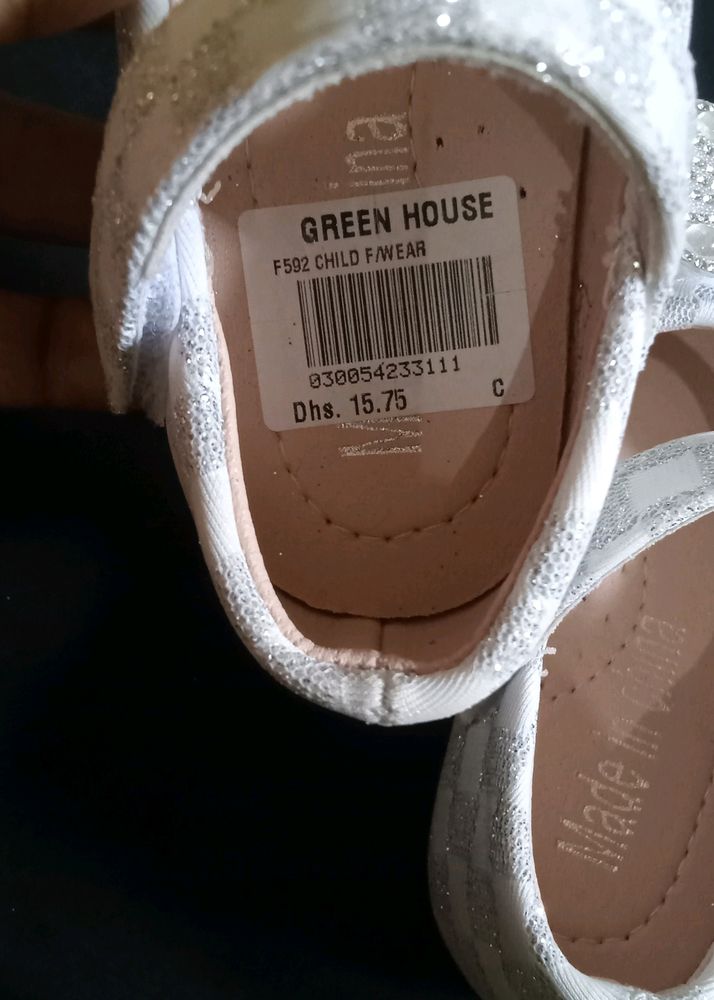 GREEN HOUSE
F592 CHILD F/WEAR
030054233111
Dhs. 15.75 C
Made in china